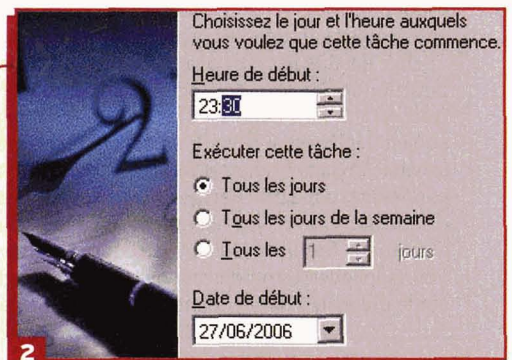 Choisissez le jour et l'heure auxquels
vous voulez que cette tâche commence.
Heure de début :
23:30
Exécuter cette tâche :
Tous les jours
Tous les jours de la semaine
Tous les 1 jours
Date de début :
27/06/2006
2
2